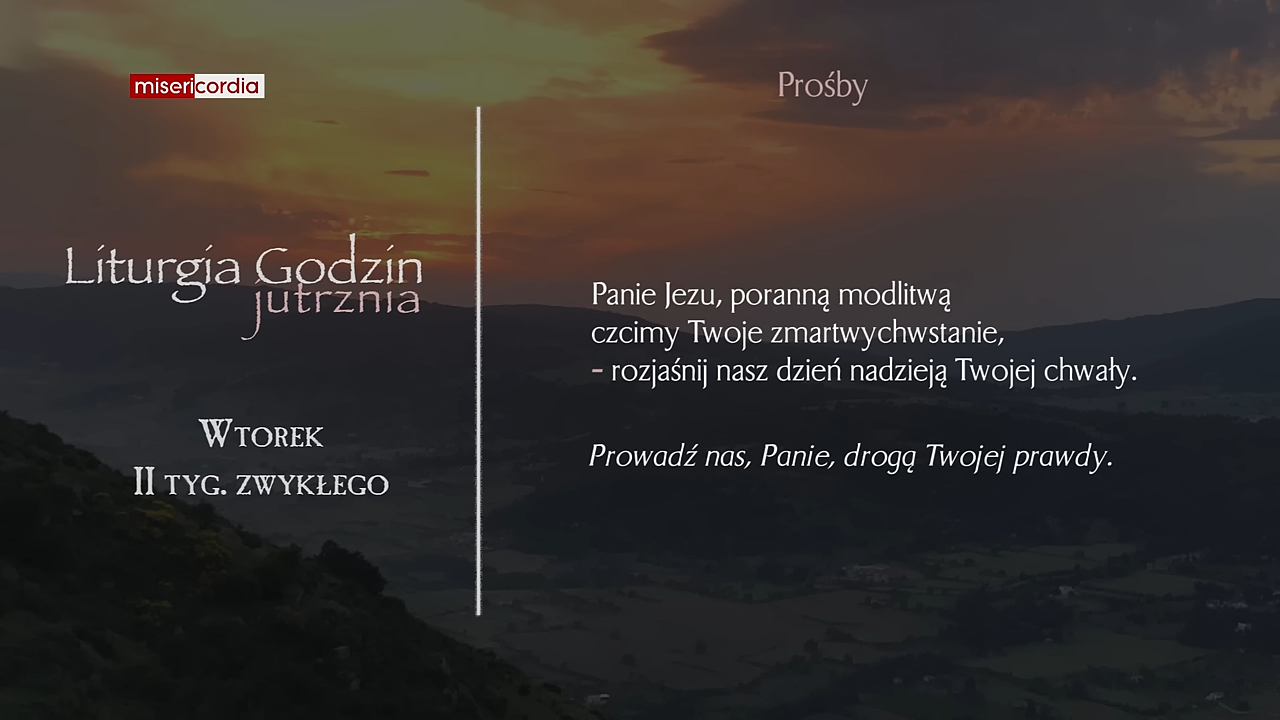 misericordia
Prośby
Liturgia Godzin
jutrznia
Wtorek
II tyg. zwykłego
Panie Jezu, poranną modlitwą
czcimy Twoje zmartwychwstanie,
- rozjaśnij nasz dzień nadzieją Twojej chwały.
Prowadź nas, Panie, drogą Twojej prawdy.